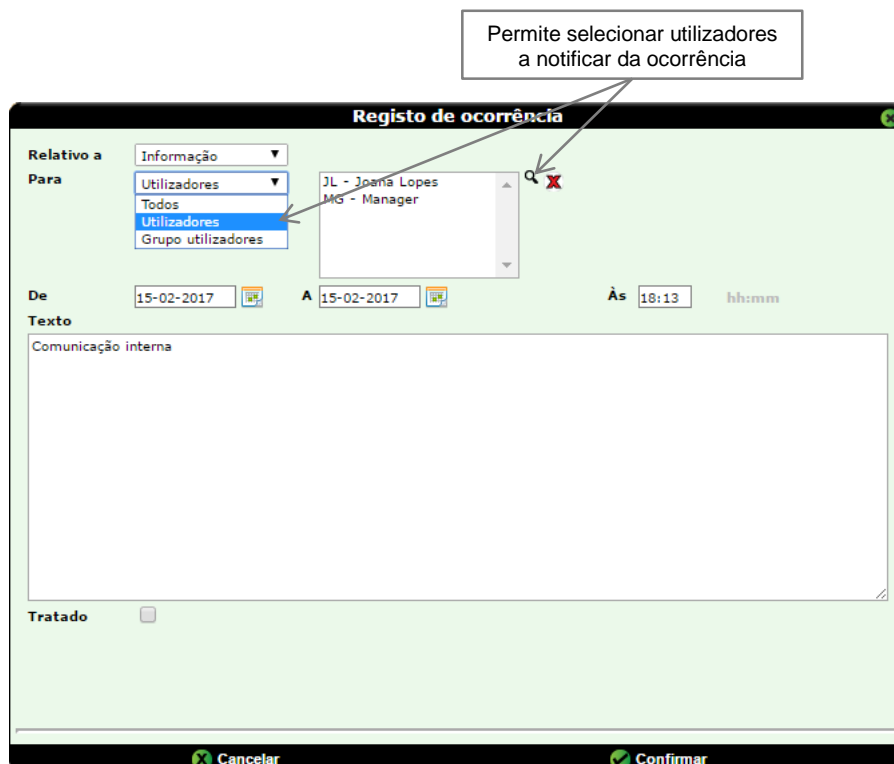 Permite selecionar utilizadores
a notificar da ocorrência
Registo de ocorrência
Relativo a Informação
Para Utilizadores JL - Joana Lopes
Todos MG - Manager
Utilizadores
Grupo utilizadores
De 15-02-2017 A 15-02-2017 Às 18:13 hh:mm
Texto
Comunicação interna
Tratado
Cancelar Confirmar